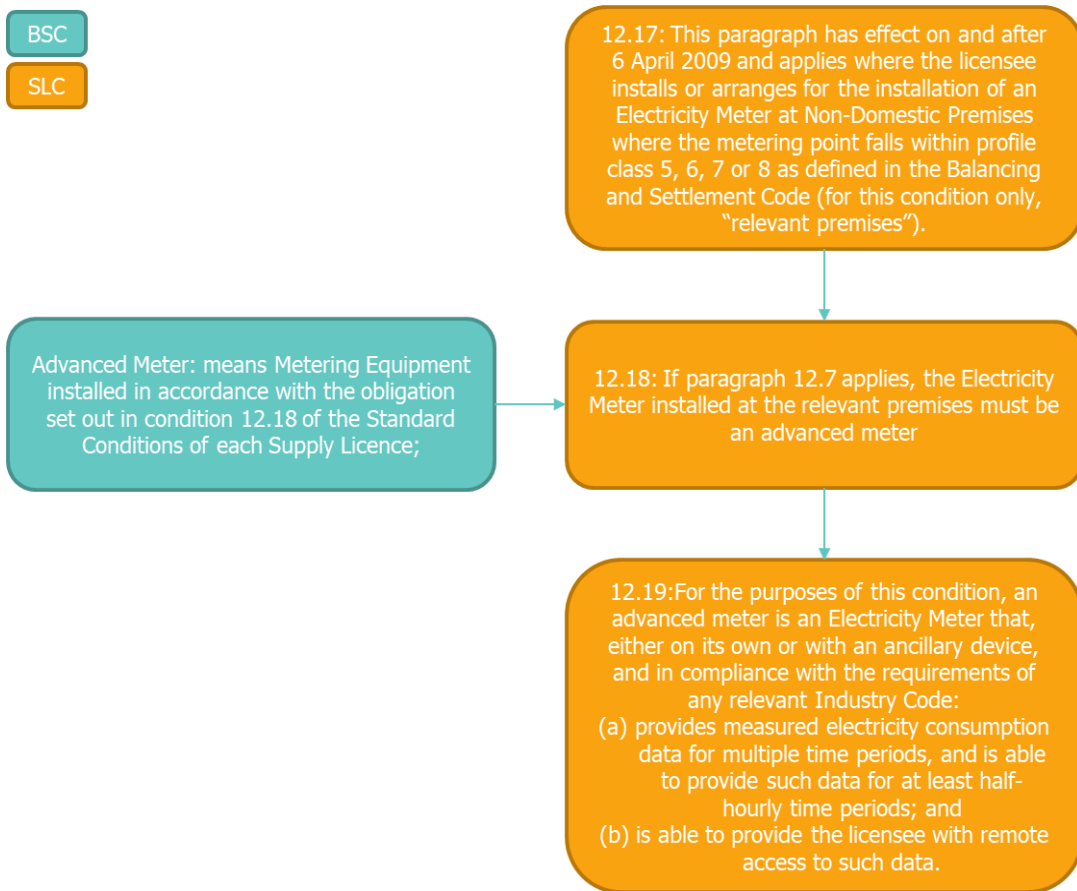 BSC
SLC
12.17: This paragraph has effect on and after
6 April 2009 and applies where the licensee
installs or arranges for the installation of an
Electricity Meter at Non-Domestic Premises
where the metering point falls within profile
class 5, 6, 7 or 8 as defined in the Balancing
and Settlement Code (for this condition only,
“relevant premises”).
Advanced Meter: means Metering Equipment
installed in accordance with the obligation
set out in condition 12.18 of the Standard
Conditions of each Supply Licence;
12.18: If paragraph 12.7 applies, the Electricity
Meter installed at the relevant premises must be
an advanced meter
12.19:For the purposes of this condition, an
advanced meter is an Electricity Meter that,
either on its own or with an ancillary device,
and in compliance with the requirements of
any relevant Industry Code:
(a) provides measured electricity consumption
data for multiple time periods, and is able
to provide such data for at least half-
hourly time periods; and
(b) is able to provide the licensee with remote
access to such data.